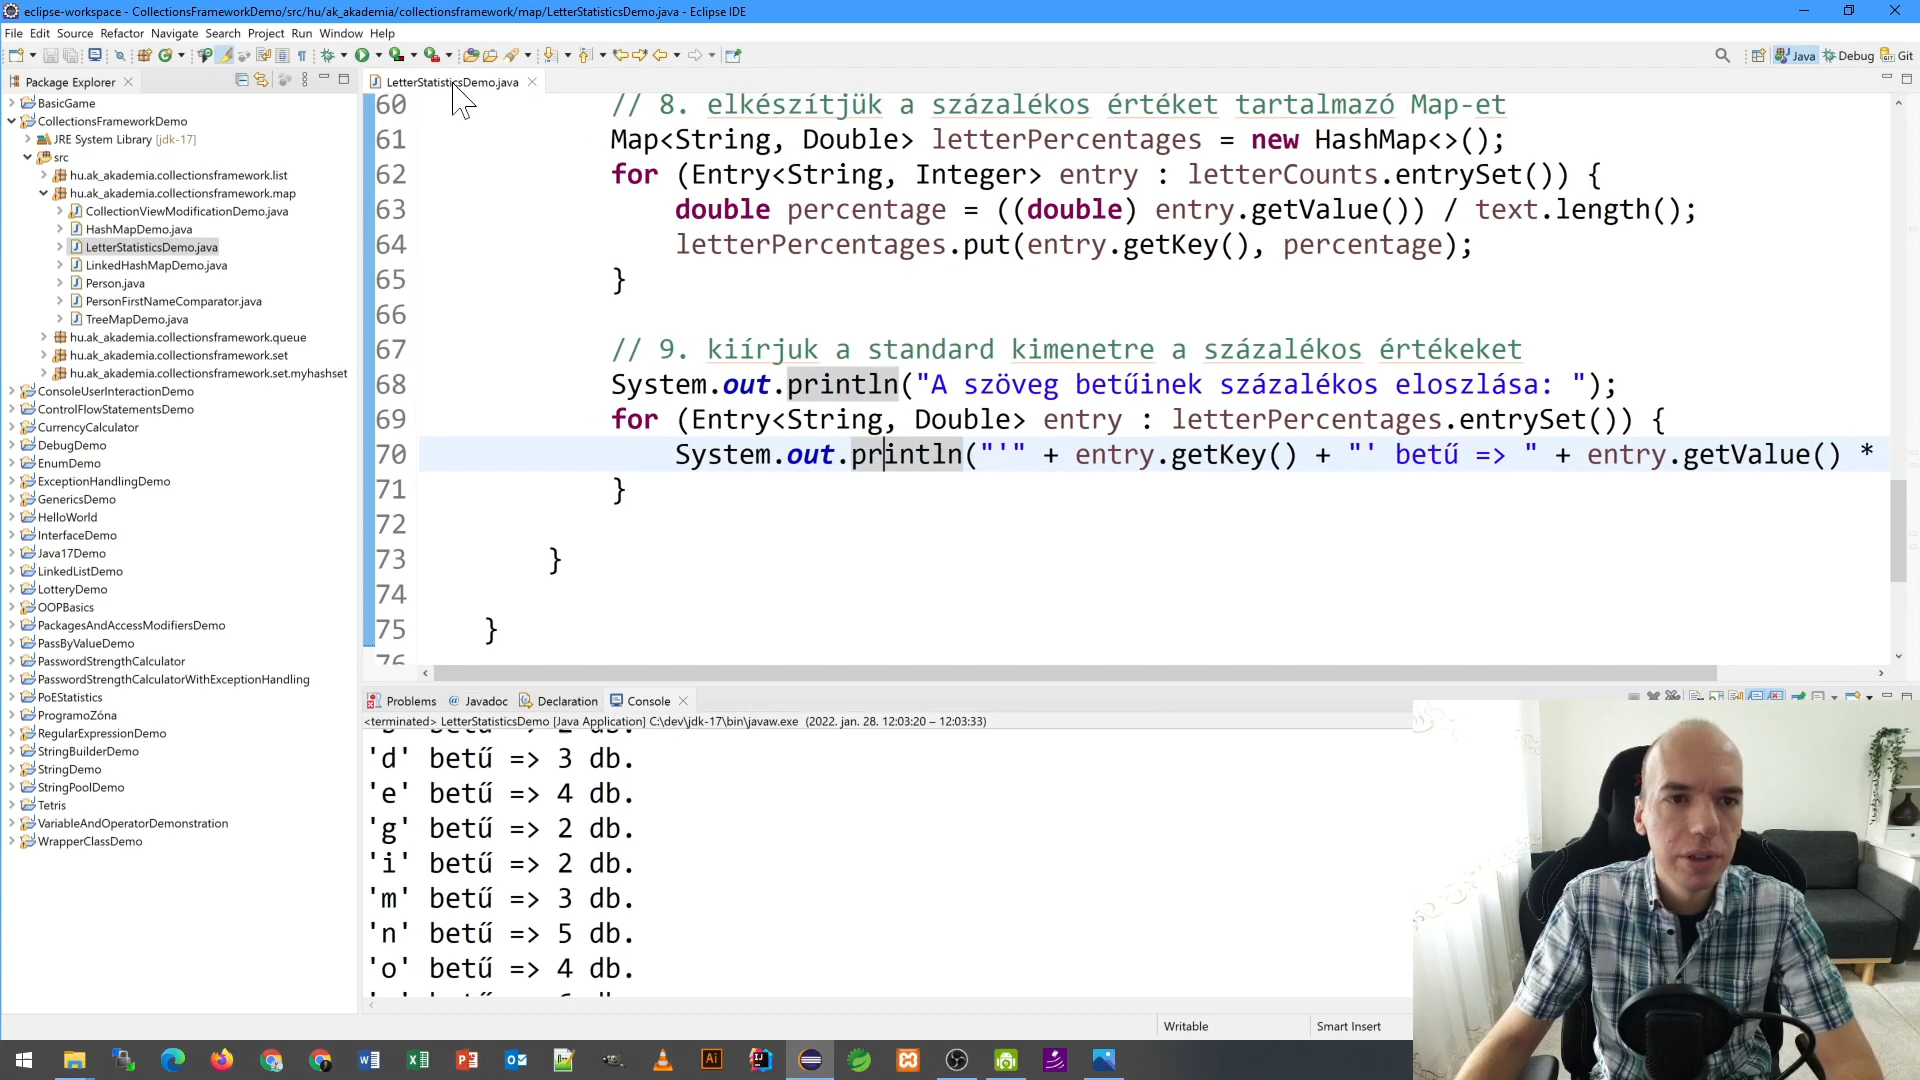 eclipse-workspace - CollectionsFrameworkDemo/src/hu/ak_akademia/collectionsframework/map/LetterStatisticsDemo.java - Eclipse IDE
File Edit Source Refactor Navigate Search Project Run Window Help
Java Debug Git
Package Explorer
BasicGame
CollectionsFrameworkDemo
JRE System Library [jdk-17]
src
hu.ak_akademia.collectionsframework.list
hu.ak_akademia.collectionsframework.map
CollectionViewModificationDemo.java
HashMapDemo.java
LetterStatisticsDemo.java
LinkedHashMapDemo.java
Person.java
PersonFirstNameComparator.java
TreeMapDemo.java
hu.ak_akademia.collectionsframework.queue
hu.ak_akademia.collectionsframework.set
hu.ak_akademia.collectionsframework.set.myhashset
ConsoleUserInteractionDemo
ControlFlowStatementsDemo
CurrencyCalculator
DebugDemo
EnumDemo
ExceptionHandlingDemo
GenericsDemo
HelloWorld
InterfaceDemo
Java17Demo
LinkedListDemo
LotteryDemo
OOPBasics
PackagesAndAccessModifiersDemo
PassByValueDemo
PasswordStrengthCalculator
PasswordStrengthCalculatorWithExceptionHandling
PoEStatistics
ProgramoZóna
RegularExpressionDemo
StringBuilderDemo
StringDemo
StringPoolDemo
Tetris
VariableAndOperatorDemonstration
WrapperClassDemo
LetterStatisticsDemo.java
60 // 8. elkészítjük a százalékos értéket tartalmazó Map-et
61 Map<String, Double> letterPercentages = new HashMap<>();
62 for (Entry<String, Integer> entry : letterCounts.entrySet()) {
63 double percentage = ((double) entry.getValue()) / text.length();
64 letterPercentages.put(entry.getKey(), percentage);
65 }
66
67 // 9. kiírjuk a standard kimenetre a százalékos értékeket
68 System.out.println("A szöveg betűinek százalékos eloszlása: ");
69 for (Entry<String, Double> entry : letterPercentages.entrySet()) {
70 System.out.println("'" + entry.getKey() + "' betű => " + entry.getValue() *
71 }
72
73 }
74
75 }
76
Problems Javadoc Declaration Console
<terminated> LetterStatisticsDemo [Java Application] C:\dev\jdk-17\bin\javaw.exe (2022. jan. 28. 12:03:20 – 12:03:33)
'd' betű => 3 db.
'e' betű => 4 db.
'g' betű => 2 db.
'i' betű => 2 db.
'm' betű => 3 db.
'n' betű => 5 db.
'o' betű => 4 db.
Writable Smart Insert